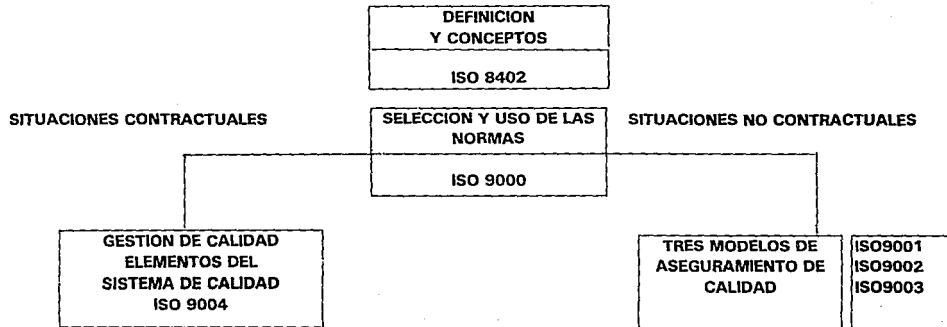 DEFINICION
Y CONCEPTOS
ISO 8402
SITUACIONES CONTRACTUALES
SELECCION Y USO DE LAS
NORMAS
ISO 9000
SITUACIONES NO CONTRACTUALES
GESTION DE CALIDAD
ELEMENTOS DEL
SISTEMA DE CALIDAD
ISO 9004
TRES MODELOS DE
ASEGURAMIENTO DE
CALIDAD
ISO9001
ISO9002
ISO9003